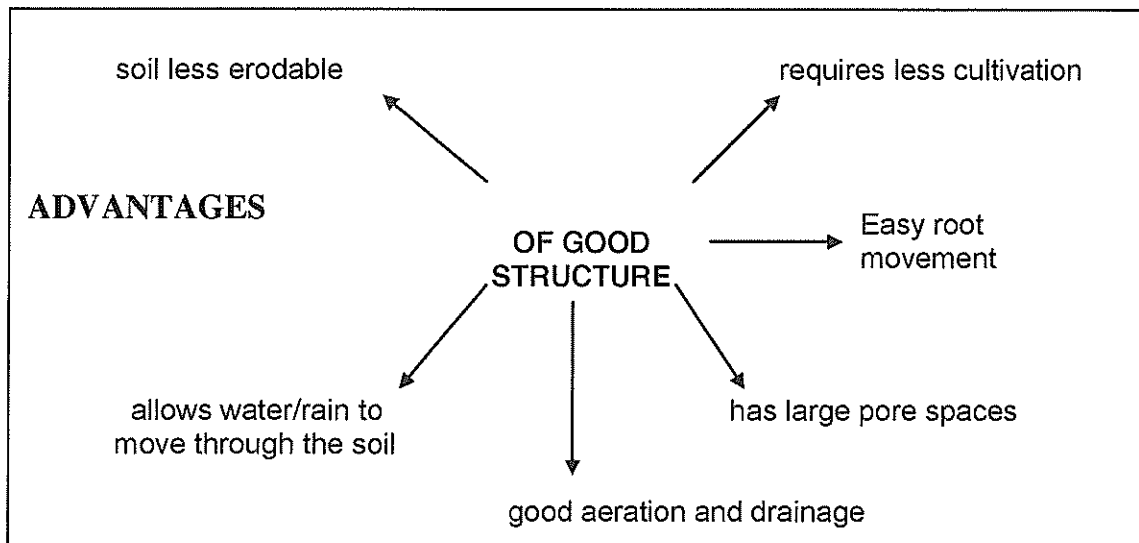 soil less erodable
requires less cultivation
ADVANTAGES
OF GOOD
STRUCTURE
Easy root
movement
allows water/rain to
move through the soil
has large pore spaces
good aeration and drainage